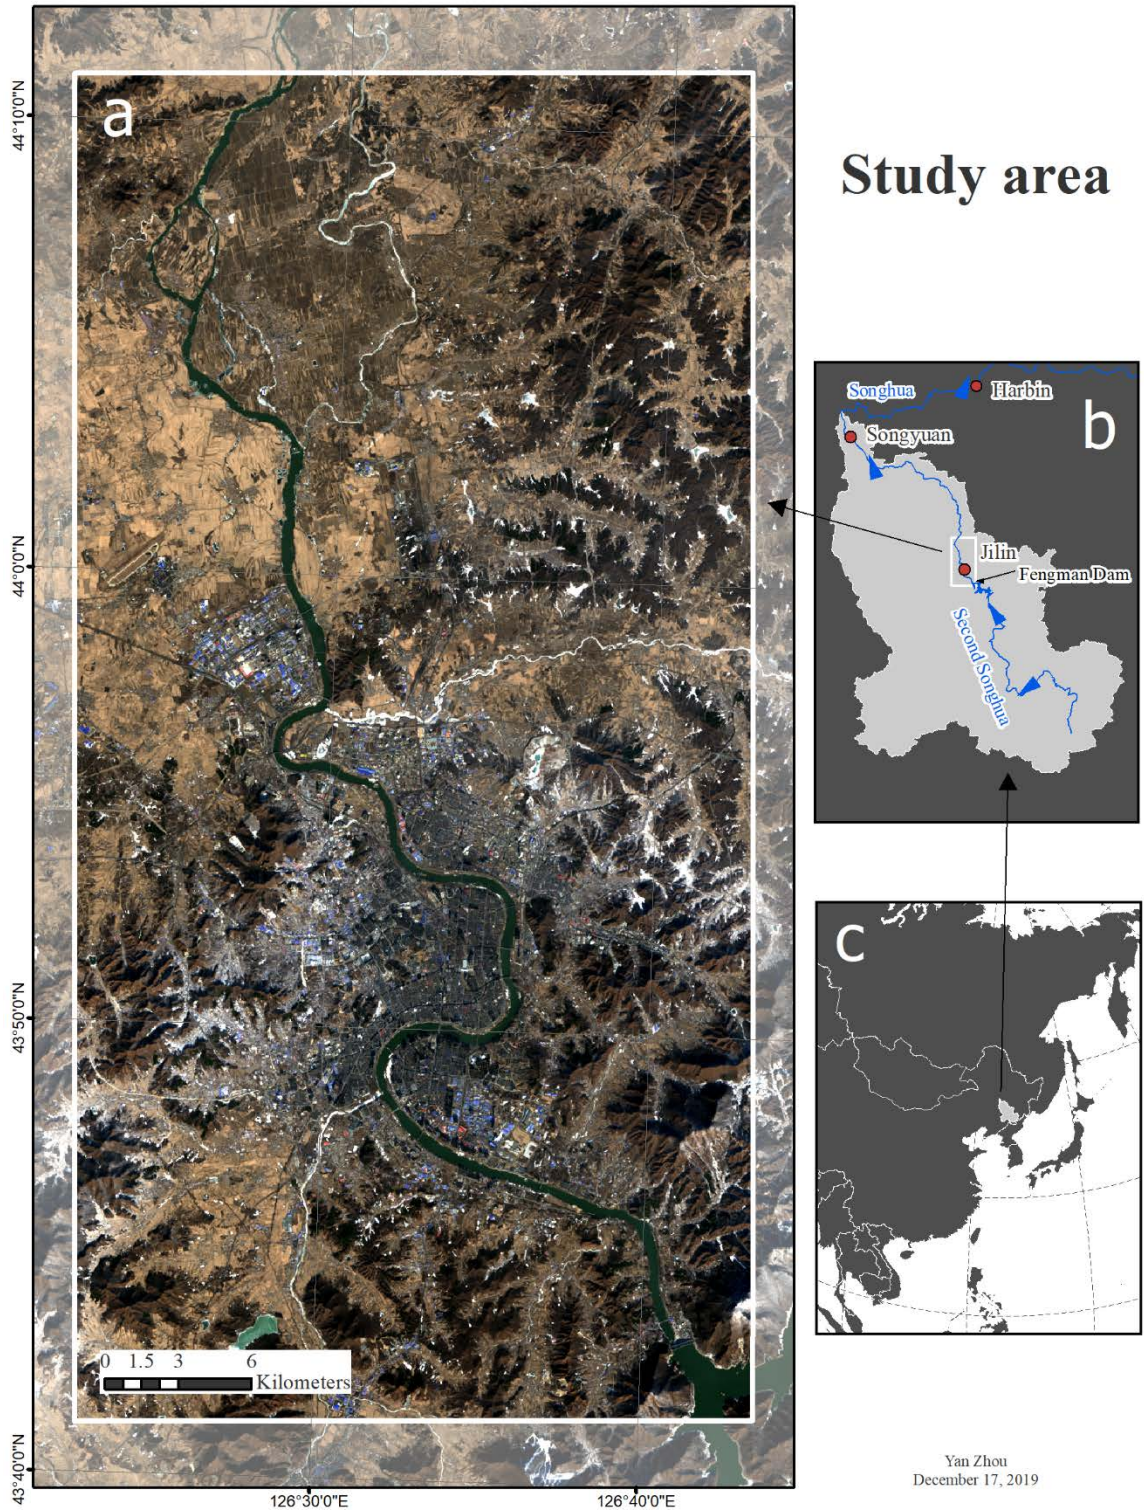 a
44°10'0"N
44°0'0"N
43°50'0"N
43°40'0"N
126°30'0"E
126°40'0"E
0 1.5 3 6
Kilometers
Study area
b
Songhua
Harbin
Songyuan
Jilin
Fengman Dam
Second Songhua
c
Yan Zhou
December 17, 2019